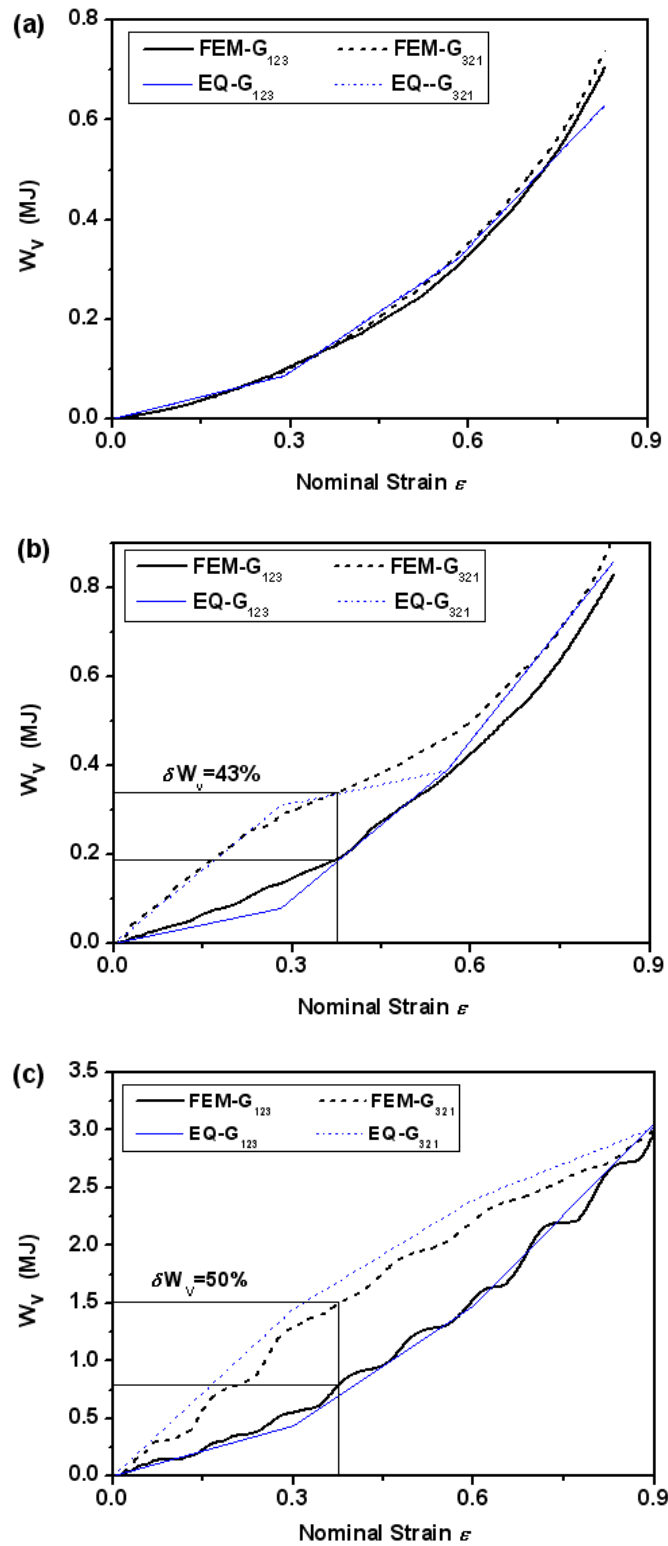 (a)
FEM-G123 FEM-G321
EQ-G123 EQ--G321
0.8
0.6
0.4
0.2
0.0
WV (MJ)
0.0 0.3 0.6 0.9
Nominal Strain ε
(b)
FEM-G123 FEM-G321
EQ-G123 EQ-G321
0.8
0.6
0.4
0.2
0.0
WV (MJ)
δWV=43%
0.0 0.3 0.6 0.9
Nominal Strain ε
(c)
FEM-G123 FEM-G321
EQ-G123 EQ-G321
3.5
3.0
2.5
2.0
1.5
1.0
0.5
0.0
WV (MJ)
δWV=50%
0.0 0.3 0.6 0.9
Nominal Strain ε